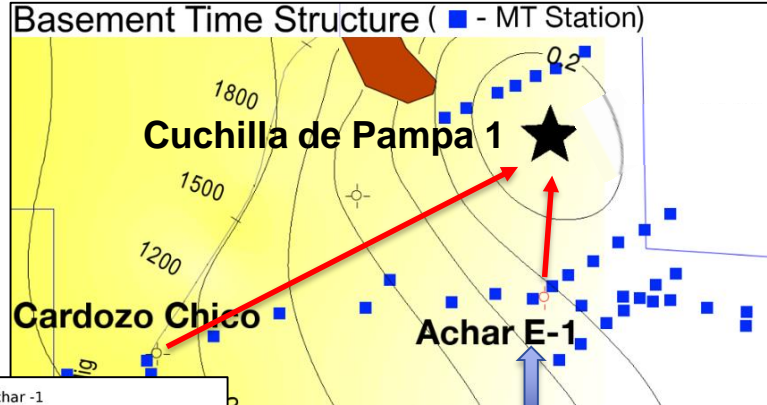 Basement Time Structure ( - MT Station)
0.2
1800
Cuchilla de Pampa 1
1500
1200
Cardozo Chico
Achar E-1
ig
char -1